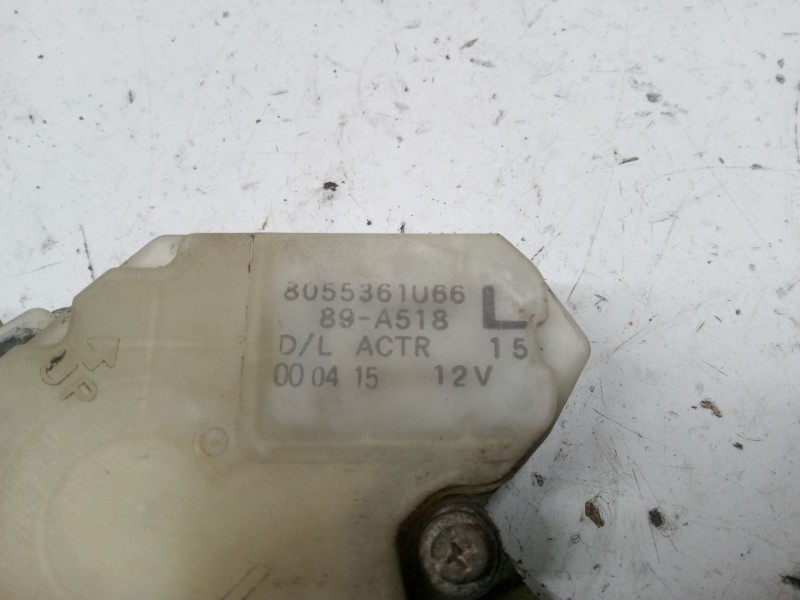 8055361U66 L
89-A518
D/L ACTR 15
00 04 15 12V
UP